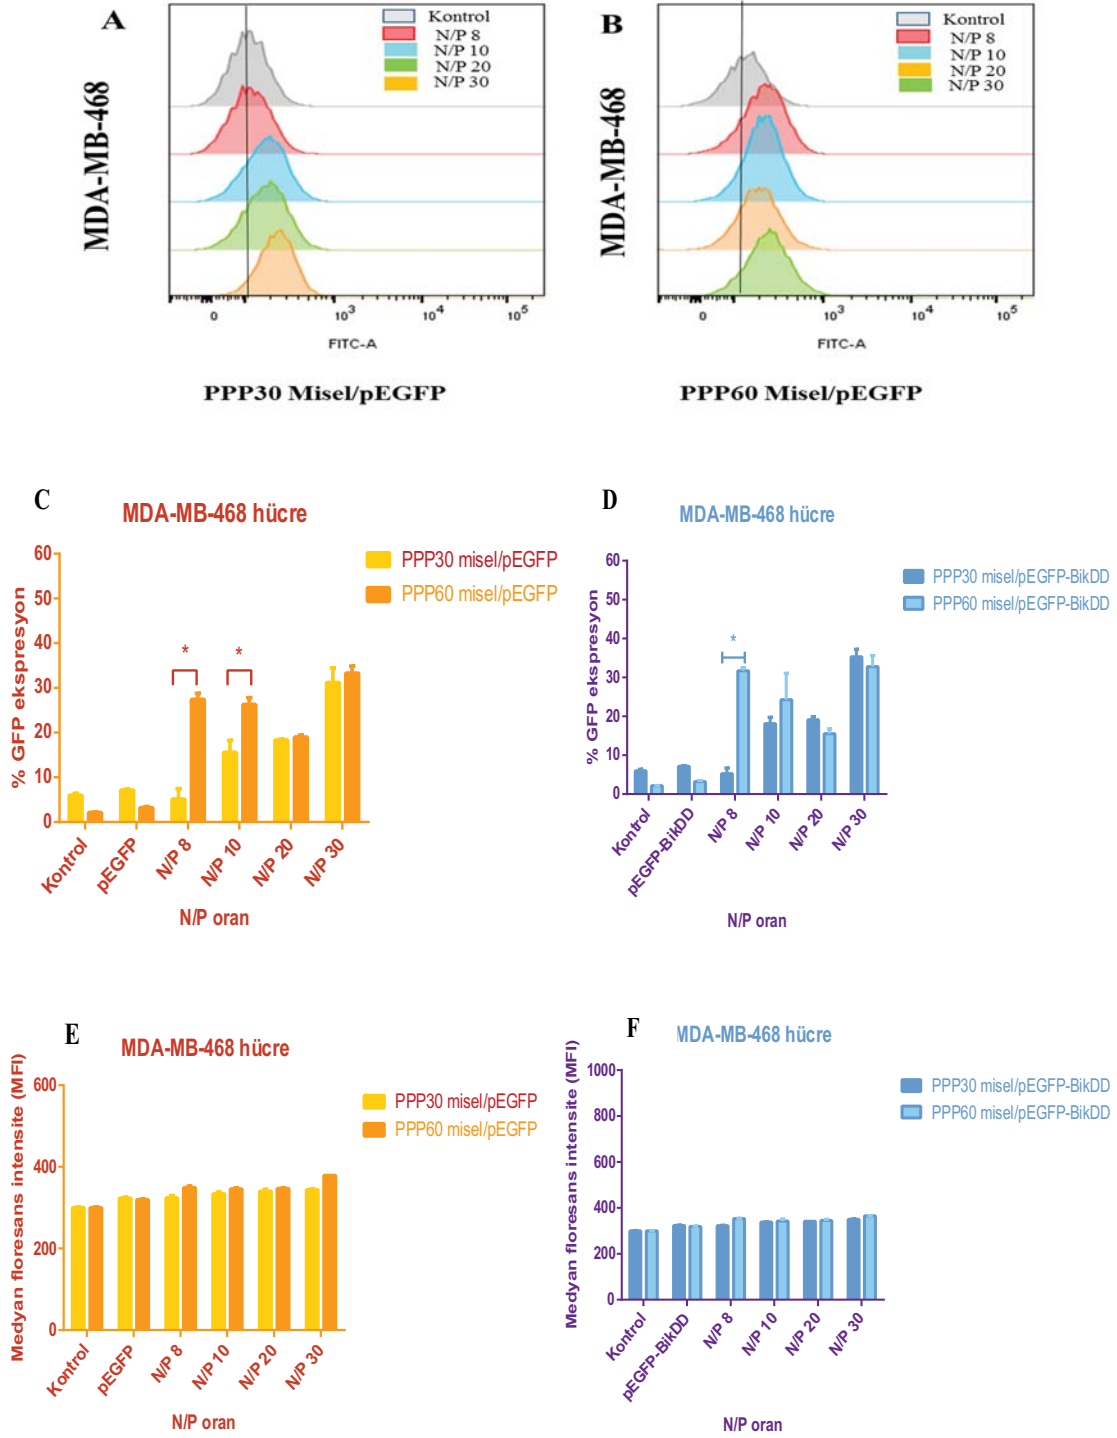 A
Kontrol
N/P 8
N/P 10
N/P 20
N/P 30
MDA-MB-468
0 10³ 10⁴ 10⁵
FITC-A
PPP30 Misel/pEGFP
B
Kontrol
N/P 8
N/P 10
N/P 20
N/P 30
MDA-MB-468
0 10³ 10⁴ 10⁵
FITC-A
PPP60 Misel/pEGFP
C
MDA-MB-468 hücre
PPP30 misel/pEGFP
PPP60 misel/pEGFP
% GFP ekspresyon
60
50
40
30
20
10
0
* *
Kontrol pEGFP N/P 8 N/P 10 N/P 20 N/P 30
N/P oran
D
MDA-MB-468 hücre
PPP30 misel/pEGFP-BikDD
PPP60 misel/pEGFP-BikDD
% GFP ekspresyon
60
50
40
30
20
10
0
*
Kontrol pEGFP-BikDD N/P 8 N/P 10 N/P 20 N/P 30
N/P oran
E
MDA-MB-468 hücre
PPP30 misel/pEGFP
PPP60 misel/pEGFP
Medyan floresans intensite (MFI)
600
400
200
0
Kontrol pEGFP N/P 8 N/P 10 N/P 20 N/P 30
N/P oran
F
MDA-MB-468 hücre
PPP30 misel/pEGFP-BikDD
PPP60 misel/pEGFP-BikDD
Medyan floresans intensite (MFI)
1000
800
600
400
200
0
Kontrol pEGFP-BikDD N/P 8 N/P 10 N/P 20 N/P 30
N/P oran